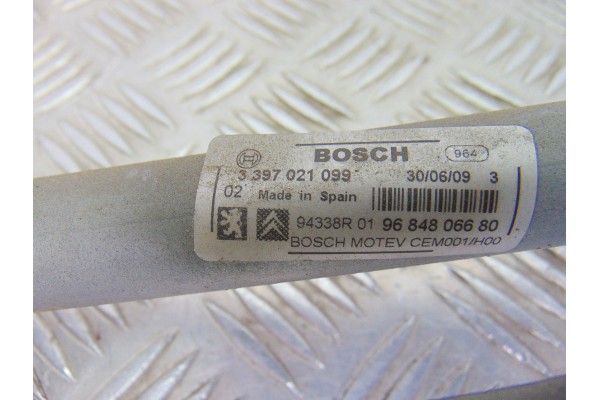 BOSCH 964
3 397 021 099 30/06/09 3
02 Made in Spain
94338R 01 96 848 066 80
BOSCH MOTEV CEM001/H00